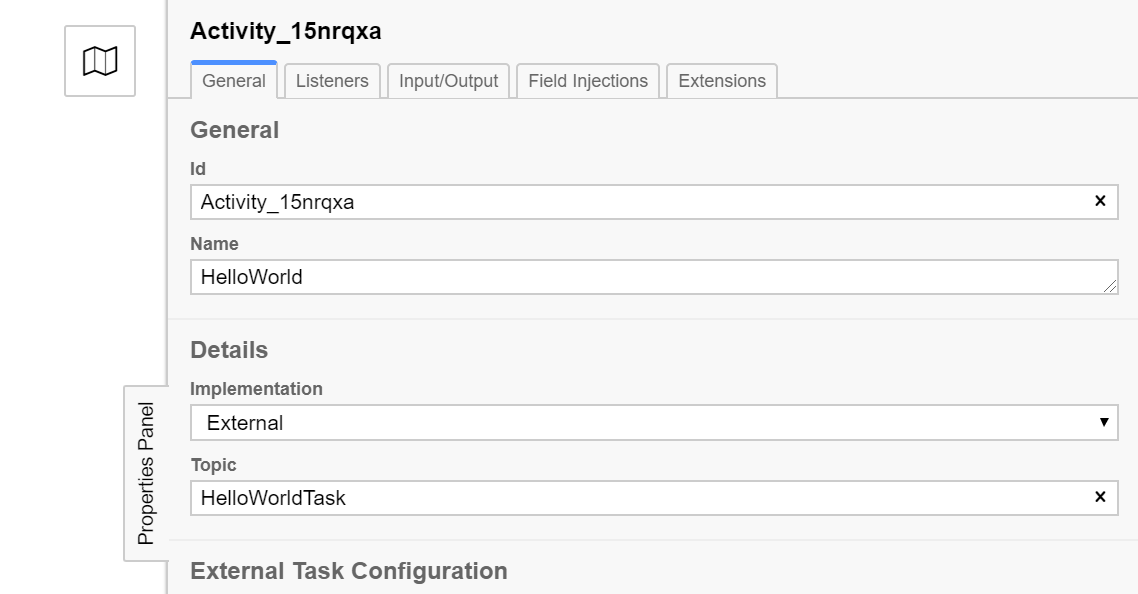 Activity_15nrqxa
General Listeners Input/Output Field Injections Extensions
General
Id
Activity_15nrqxa
Name
HelloWorld
Details
Implementation
External
Topic
HelloWorldTask
Properties Panel
External Task Configuration